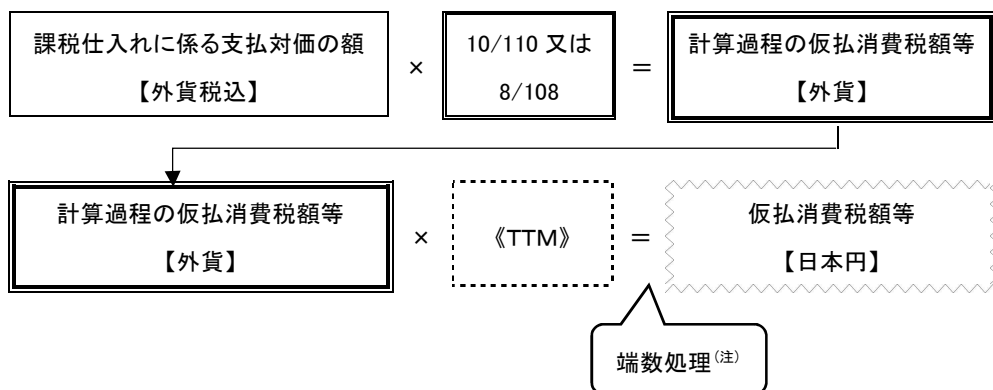 課税仕入れに係る支払対価の額
【外貨税込】
×
10/110 又は
8/108
＝
計算過程の仮払消費税額等
【外貨】
計算過程の仮払消費税額等
【外貨】
×
《TTM》
＝
仮払消費税額等
【日本円】
端数処理(注)